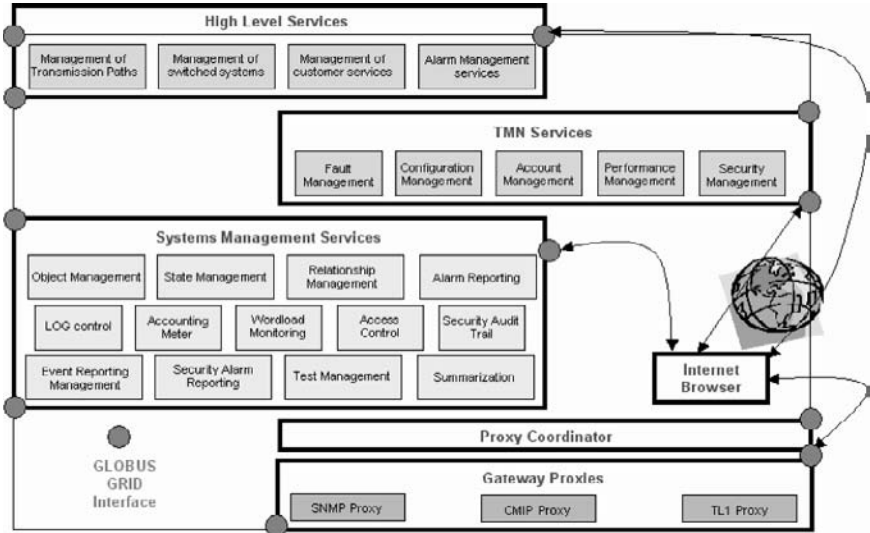 High Level Services
Management of
Transmission Paths
Management of
switched systems
Management of
customer services
Alarm Management
services
TMN Services
Fault
Management
Configuration
Management
Account
Management
Performance
Management
Security
Management
Systems Management Services
Object Management
State Management
Relationship
Management
Alarm Reporting
LOG control
Accounting
Meter
Wordload
Monitoring
Access
Control
Security Audit
Trail
Event Reporting
Management
Security Alarm
Reporting
Test Management
Summarization
Internet
Browser
Proxy Coordinator
GLOBUS
GRID
Interface
Gateway Proxies
SNMP Proxy
CMIP Proxy
TL1 Proxy